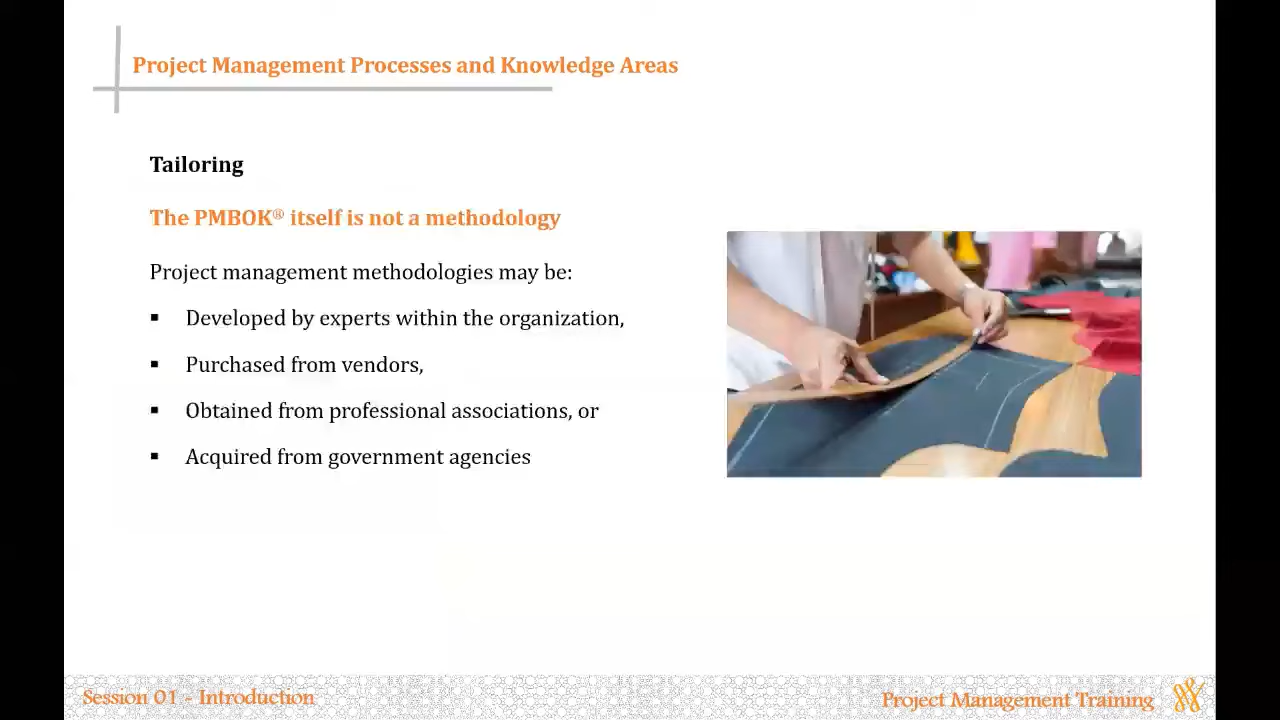 Project Management Processes and Knowledge Areas
Tailoring
The PMBOK® itself is not a methodology
Project management methodologies may be:
▪ Developed by experts within the organization,
▪ Purchased from vendors,
▪ Obtained from professional associations, or
▪ Acquired from government agencies
Session 01 - Introduction
Project Management Training